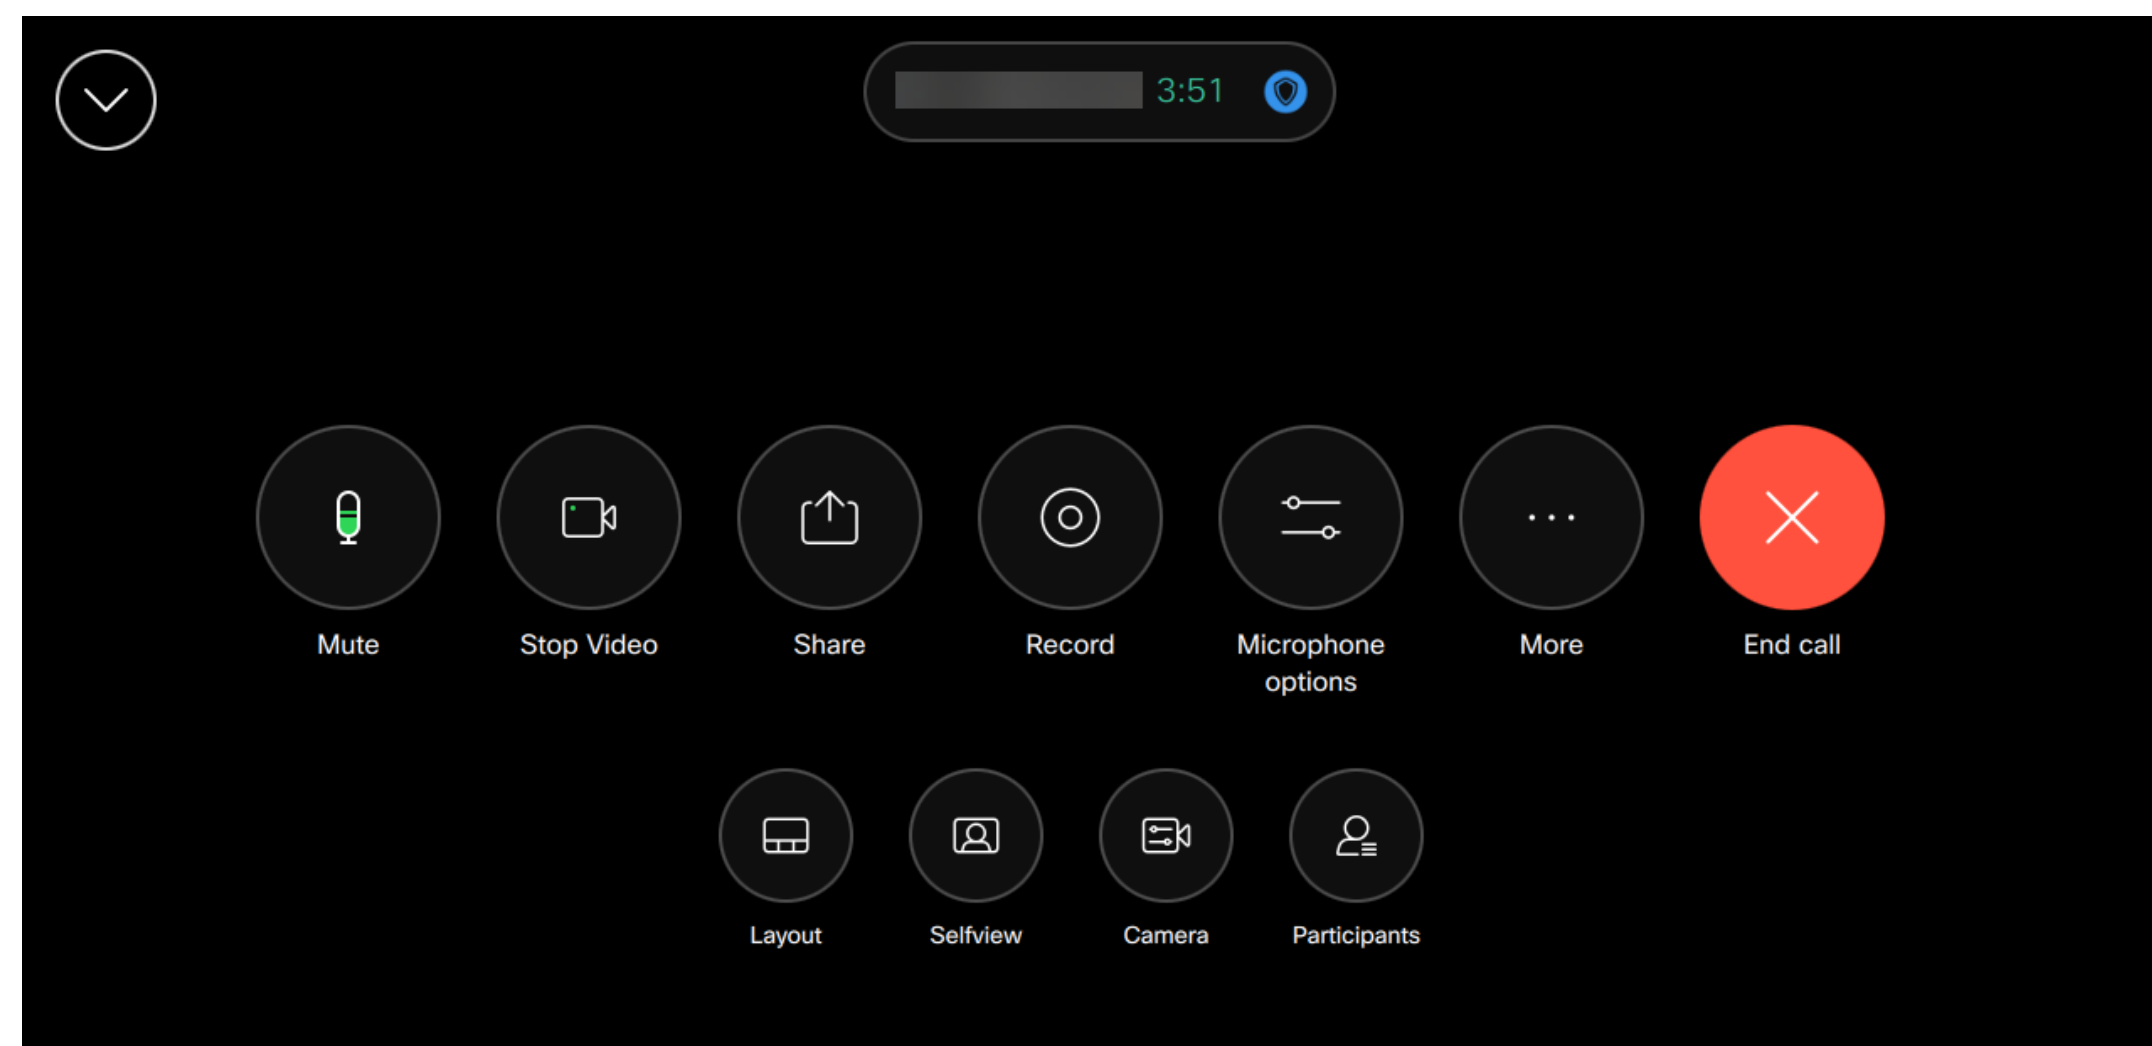 3:51
Mute
Stop Video
Share
Record
Microphone
options
More
End call
Layout
Selfview
Camera
Participants